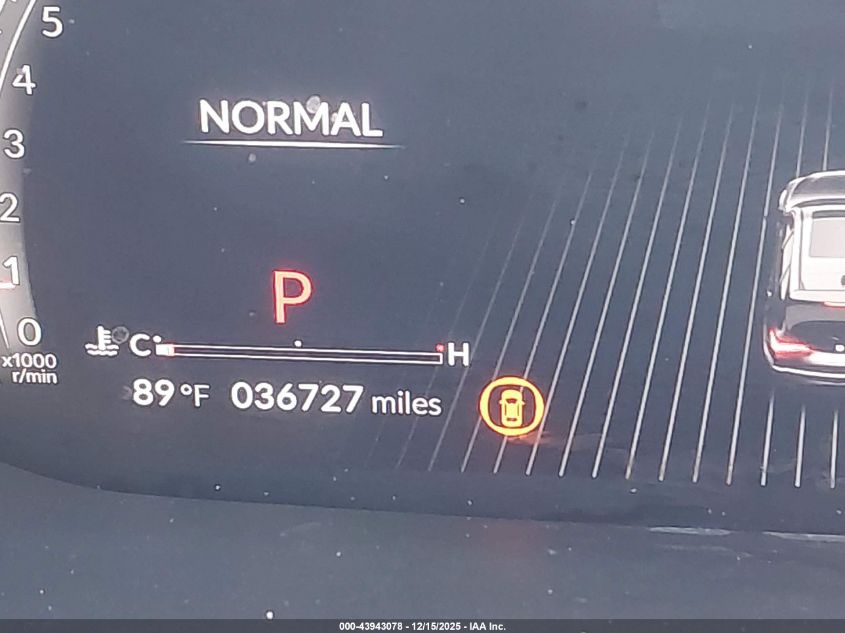 5
4
3
2
1
0
x1000
r/min
NORMAL
P
C H
89°F 036727 miles
000-43943078 - 12/15/2025 - IAA Inc.